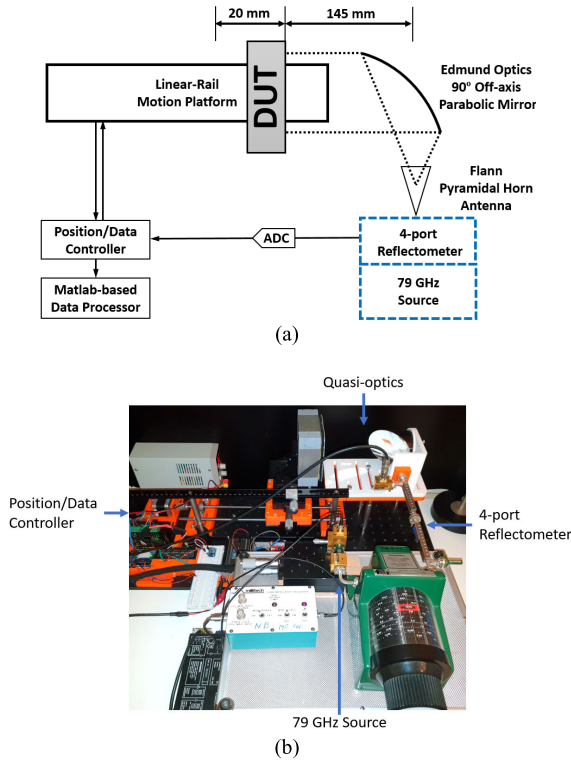 20 mm
145 mm
Linear-Rail
Motion Platform
DUT
Edmund Optics
90° Off-axis
Parabolic Mirror
Flann
Pyramidal Horn
Antenna
Position/Data
Controller
ADC
4-port
Reflectometer
Matlab-based
Data Processor
79 GHz
Source
(a)
Quasi-optics
Position/Data
Controller
4-port
Reflectometer
79 GHz Source
(b)